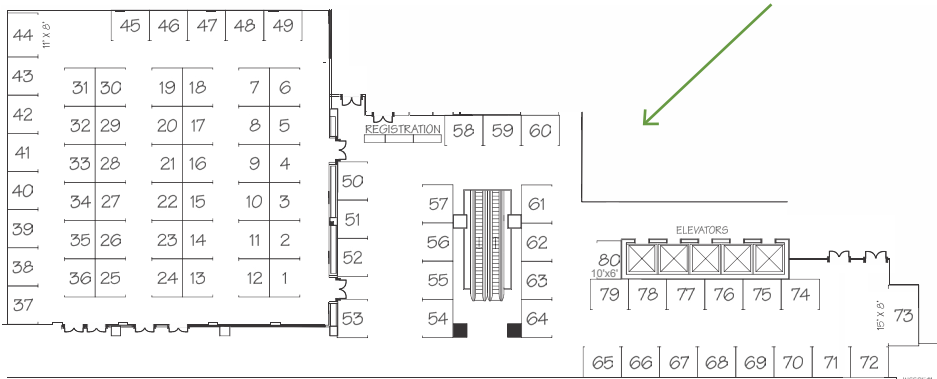 45 46 47 48 49
44 11' X 8'
43
31 30 19 18 7 6
42
32 29 20 17 8 5
REGISTRATION 58 59 60
41
33 28 21 16 9 4
50
40
34 27 22 15 10 3
57 61
51
39
35 26 23 14 11 2
ELEVATORS
56 62
52
38
36 25 24 13 12 1
80
10'x6'
55 63
79 78 77 76 75 74
37
53 54 64
15' X 8' 73
65 66 67 68 69 70 71 72